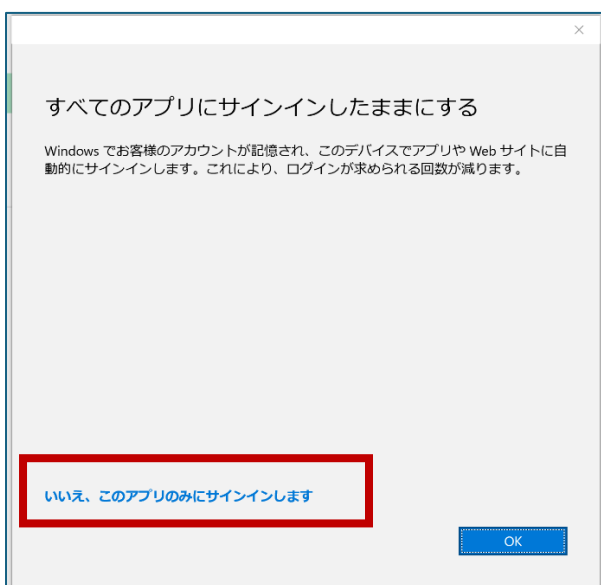 すべてのアプリにサインインしたままにする
Windows でお客様のアカウントが記憶され、このデバイスでアプリや Web サイトに自
動的にサインインします。これにより、ログインが求められる回数が減ります。
いいえ、このアプリのみにサインインします
OK